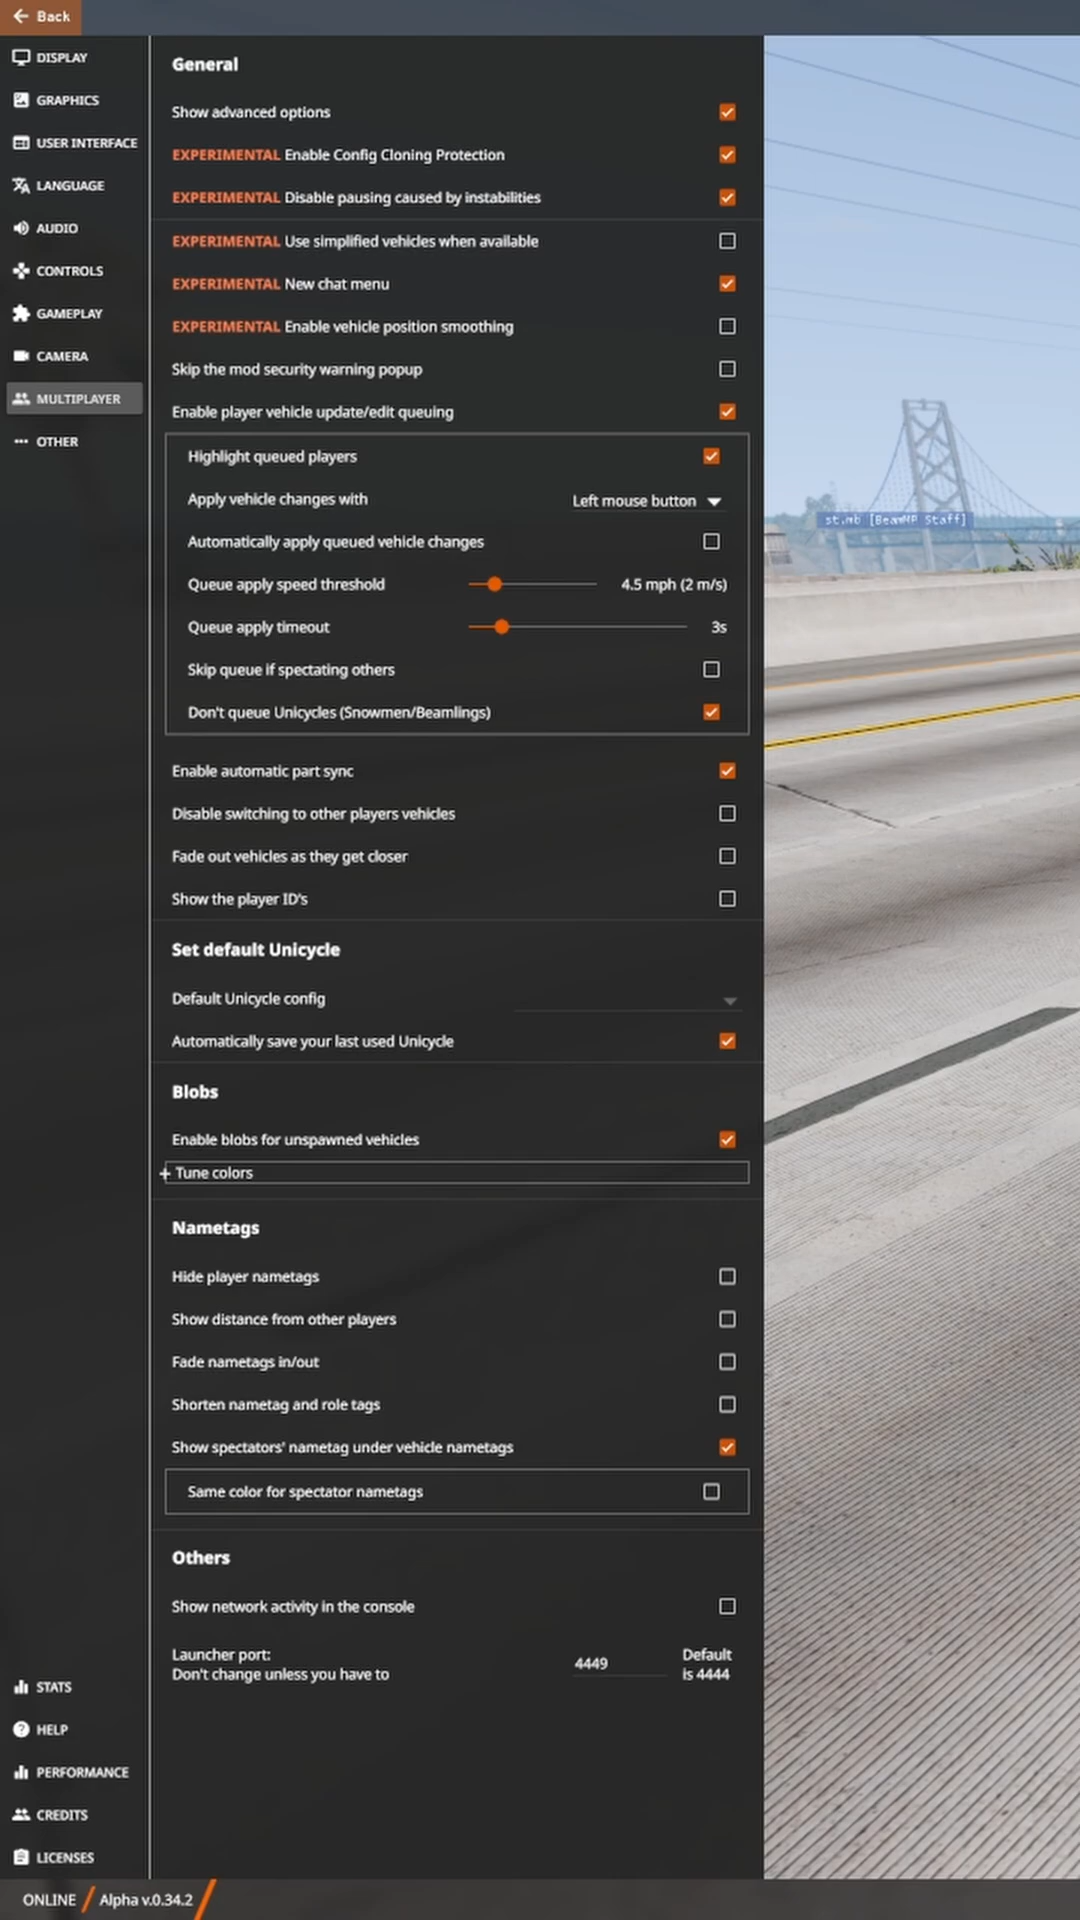 Back
DISPLAY
GRAPHICS
USER INTERFACE
LANGUAGE
AUDIO
CONTROLS
GAMEPLAY
CAMERA
MULTIPLAYER
OTHER
General
Show advanced options
EXPERIMENTAL Enable Config Cloning Protection
EXPERIMENTAL Disable pausing caused by instabilities
EXPERIMENTAL Use simplified vehicles when available
EXPERIMENTAL New chat menu
EXPERIMENTAL Enable vehicle position smoothing
Skip the mod security warning popup
Enable player vehicle update/edit queuing
Highlight queued players
Apply vehicle changes with Left mouse button
Automatically apply queued vehicle changes
Queue apply speed threshold 4.5 mph (2 m/s)
Queue apply timeout 3s
Skip queue if spectating others
Don't queue Unicycles (Snowmen/Beamlings)
Enable automatic part sync
Disable switching to other players vehicles
Fade out vehicles as they get closer
Show the player ID's
Set default Unicycle
Default Unicycle config
Automatically save your last used Unicycle
Blobs
Enable blobs for unspawned vehicles
+ Tune colors
Nametags
Hide player nametags
Show distance from other players
Fade nametags in/out
Shorten nametag and role tags
Show spectators' nametag under vehicle nametags
Same color for spectator nametags
Others
Show network activity in the console
Launcher port:
Don't change unless you have to
4449
Default
is 4444
st.mb [BeamMP Staff]
STATS
HELP
PERFORMANCE
CREDITS
LICENSES
ONLINE Alpha v.0.34.2